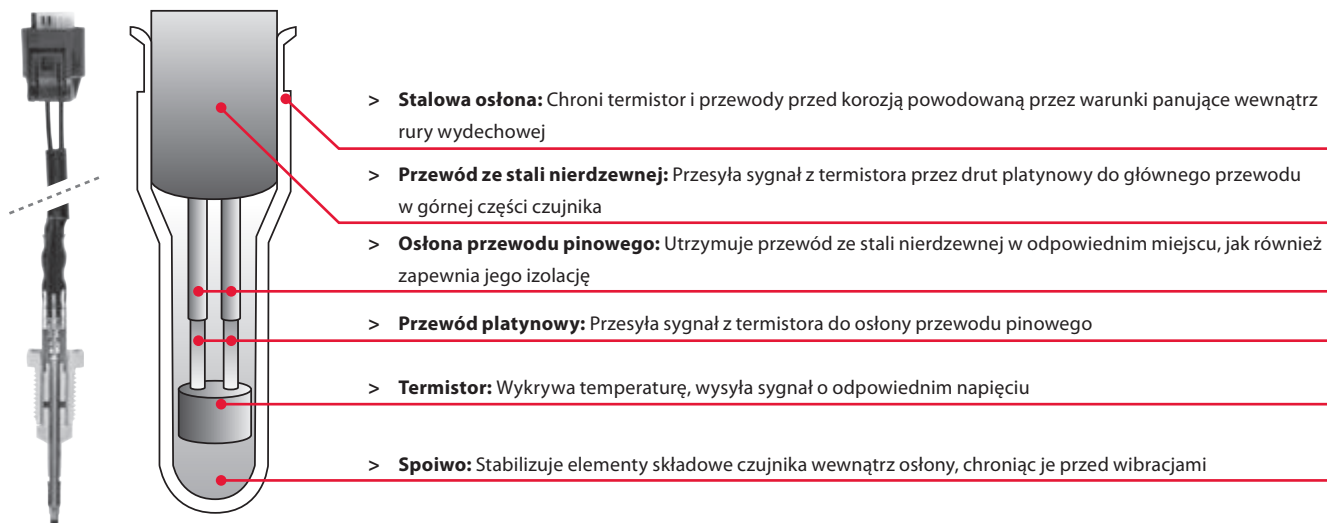 > Stalowa osłona: Chroni termistor i przewody przed korozją powodowaną przez warunki panujące wewnątrz
rury wydechowej
> Przewód ze stali nierdzewnej: Przesyła sygnał z termistora przez drut platynowy do głównego przewodu
w górnej części czujnika
> Osłona przewodu pinowego: Utrzymuje przewód ze stali nierdzewnej w odpowiednim miejscu, jak również
zapewnia jego izolację
> Przewód platynowy: Przesyła sygnał z termistora do osłony przewodu pinowego
> Termistor: Wykrywa temperaturę, wysyła sygnał o odpowiednim napięciu
> Spoiwo: Stabilizuje elementy składowe czujnika wewnątrz osłony, chroniąc je przed wibracjami